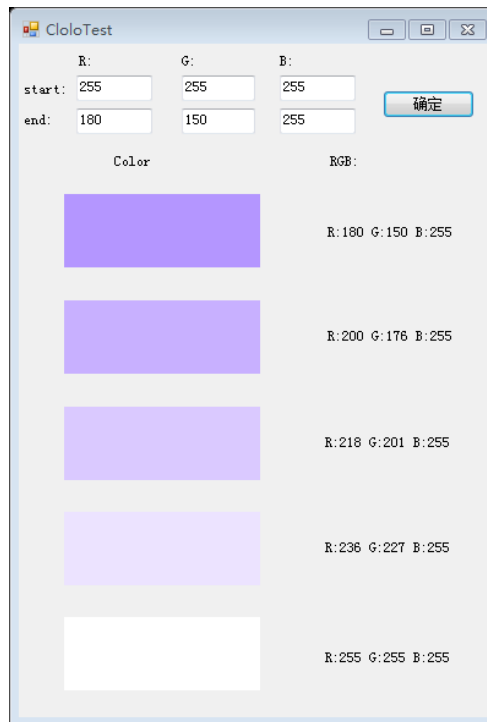 CloloTest
R: G: B:
start: 255 255 255
end: 180 150 255
确定
Color RGB:
R:180 G:150 B:255
R:200 G:176 B:255
R:218 G:201 B:255
R:236 G:227 B:255
R:255 G:255 B:255